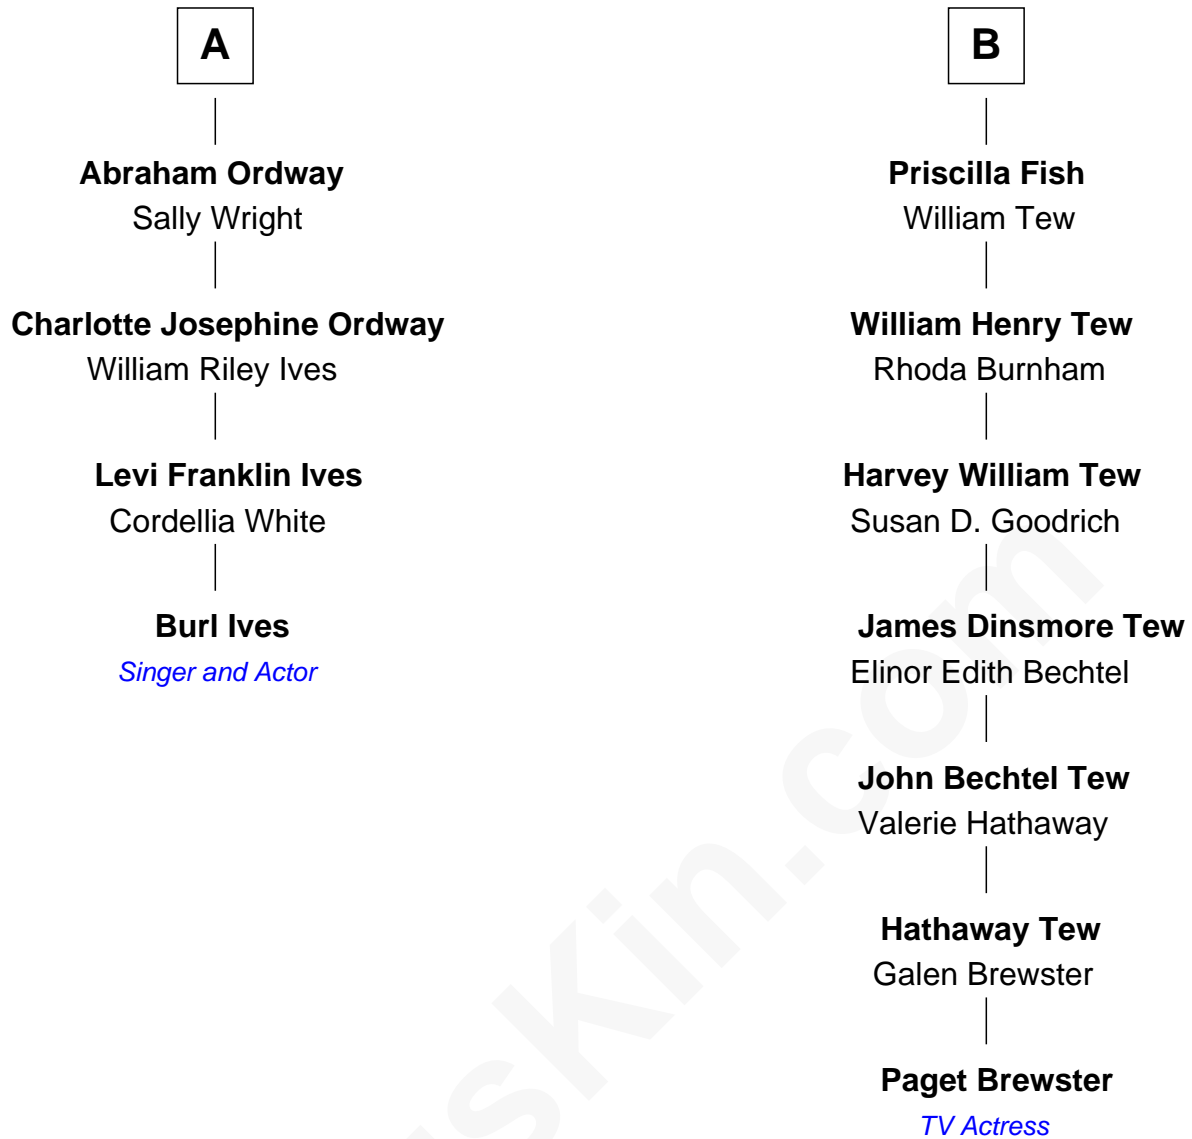 A
Abraham Ordway
Sally Wright
Charlotte Josephine Ordway
William Riley Ives
Levi Franklin Ives
Cordellia White
Burl Ives
Singer and Actor
B
Priscilla Fish
William Tew
William Henry Tew
Rhoda Burnham
Harvey William Tew
Susan D. Goodrich
James Dinsmore Tew
Elinor Edith Bechtel
John Bechtel Tew
Valerie Hathaway
Hathaway Tew
Galen Brewster
Paget Brewster
TV Actress
sKin.com